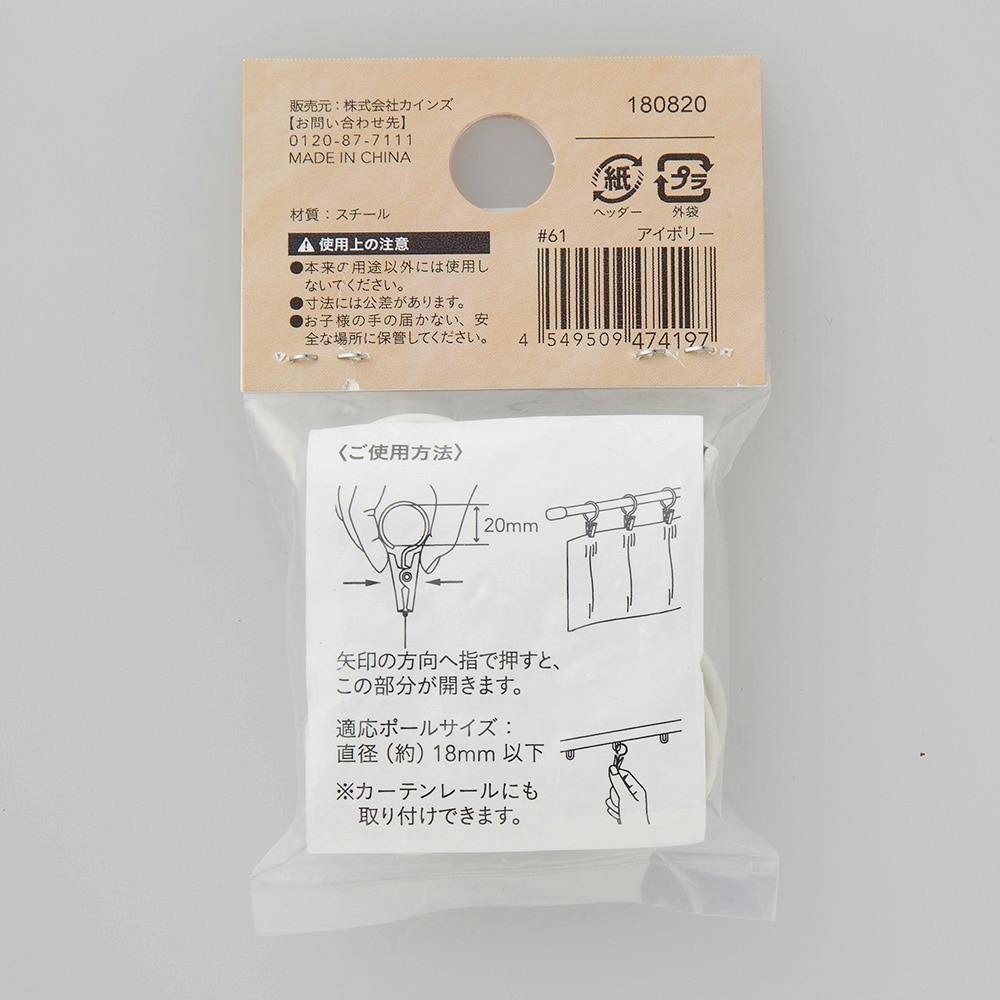 販売元：株式会社カインズ
【お問い合わせ先】
0120-87-7111
MADE IN CHINA
材質：スチール
使用上の注意
●本来の用途以外には使用し
ないでください。
●寸法には公差があります。
●お子様の手の届かない、安
全な場所に保管してください。
180820
紙
ヘッダー
プラ
外袋
#61 アイボリー
4 549509 474197
〈ご使用方法〉
20mm
矢印の方向へ指で押すと、
この部分が開きます。
適応ポールサイズ：
直径（約）18mm 以下
※カーテンレールにも
取り付けできます。